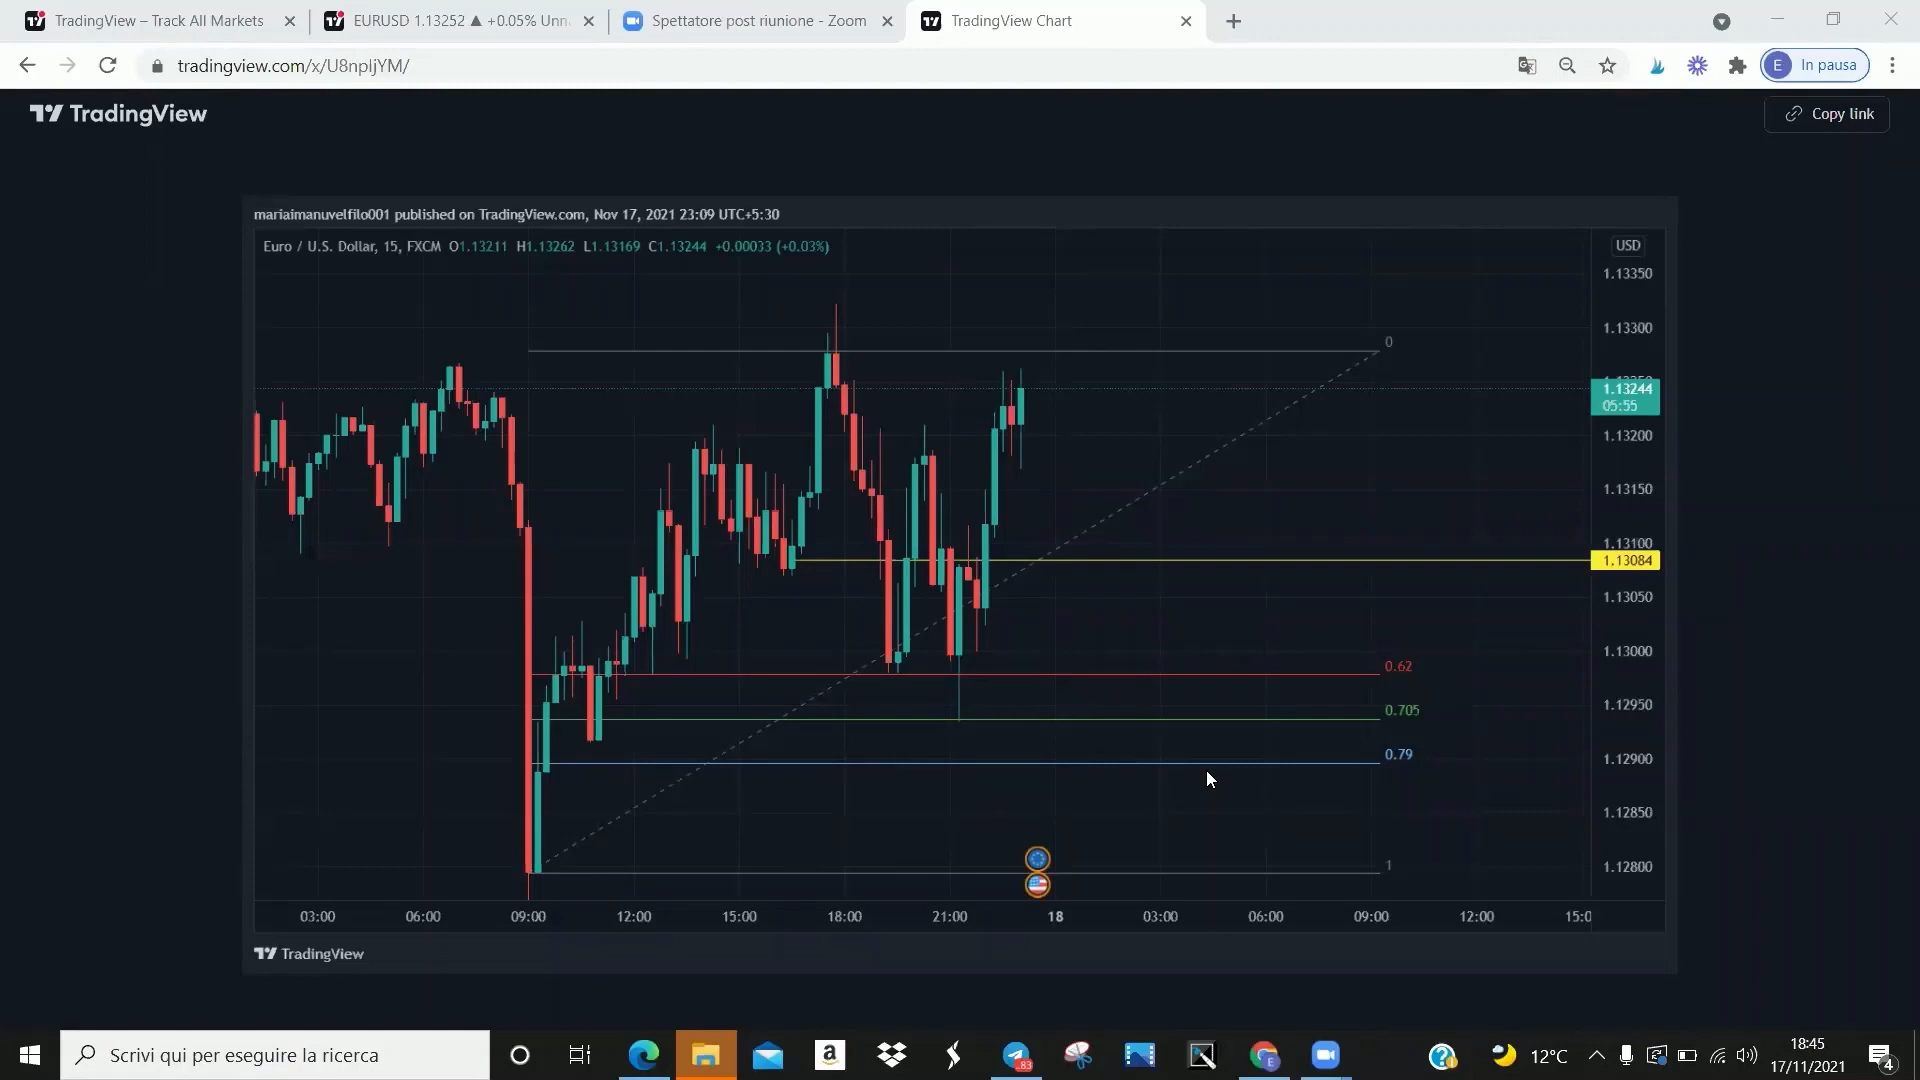 TradingView – Track All Markets
EURUSD 1.13252 ▲ +0.05% Unn
Spettatore post riunione - Zoom
TradingView Chart
tradingview.com/x/U8npljYM/
E In pausa
TradingView
Copy link
mariaimanuvelfilo001 published on TradingView.com, Nov 17, 2021 23:09 UTC+5:30
Euro / U.S. Dollar, 15, FXCM O1.13211 H1.13262 L1.13169 C1.13244 +0.00033 (+0.03%)
USD
1.13350
1.13300
0
1.13244
05:55
1.13200
1.13150
1.13100
1.13084
1.13050
1.13000
0.62
1.12950
0.705
0.79
1.12900
1.12850
1
1.12800
03:00 06:00 09:00 12:00 15:00 18:00 21:00 18 03:00 06:00 09:00 12:00 15:0
TradingView
Scrivi qui per eseguire la ricerca
a
83
E
12°C
18:45
17/11/2021
4